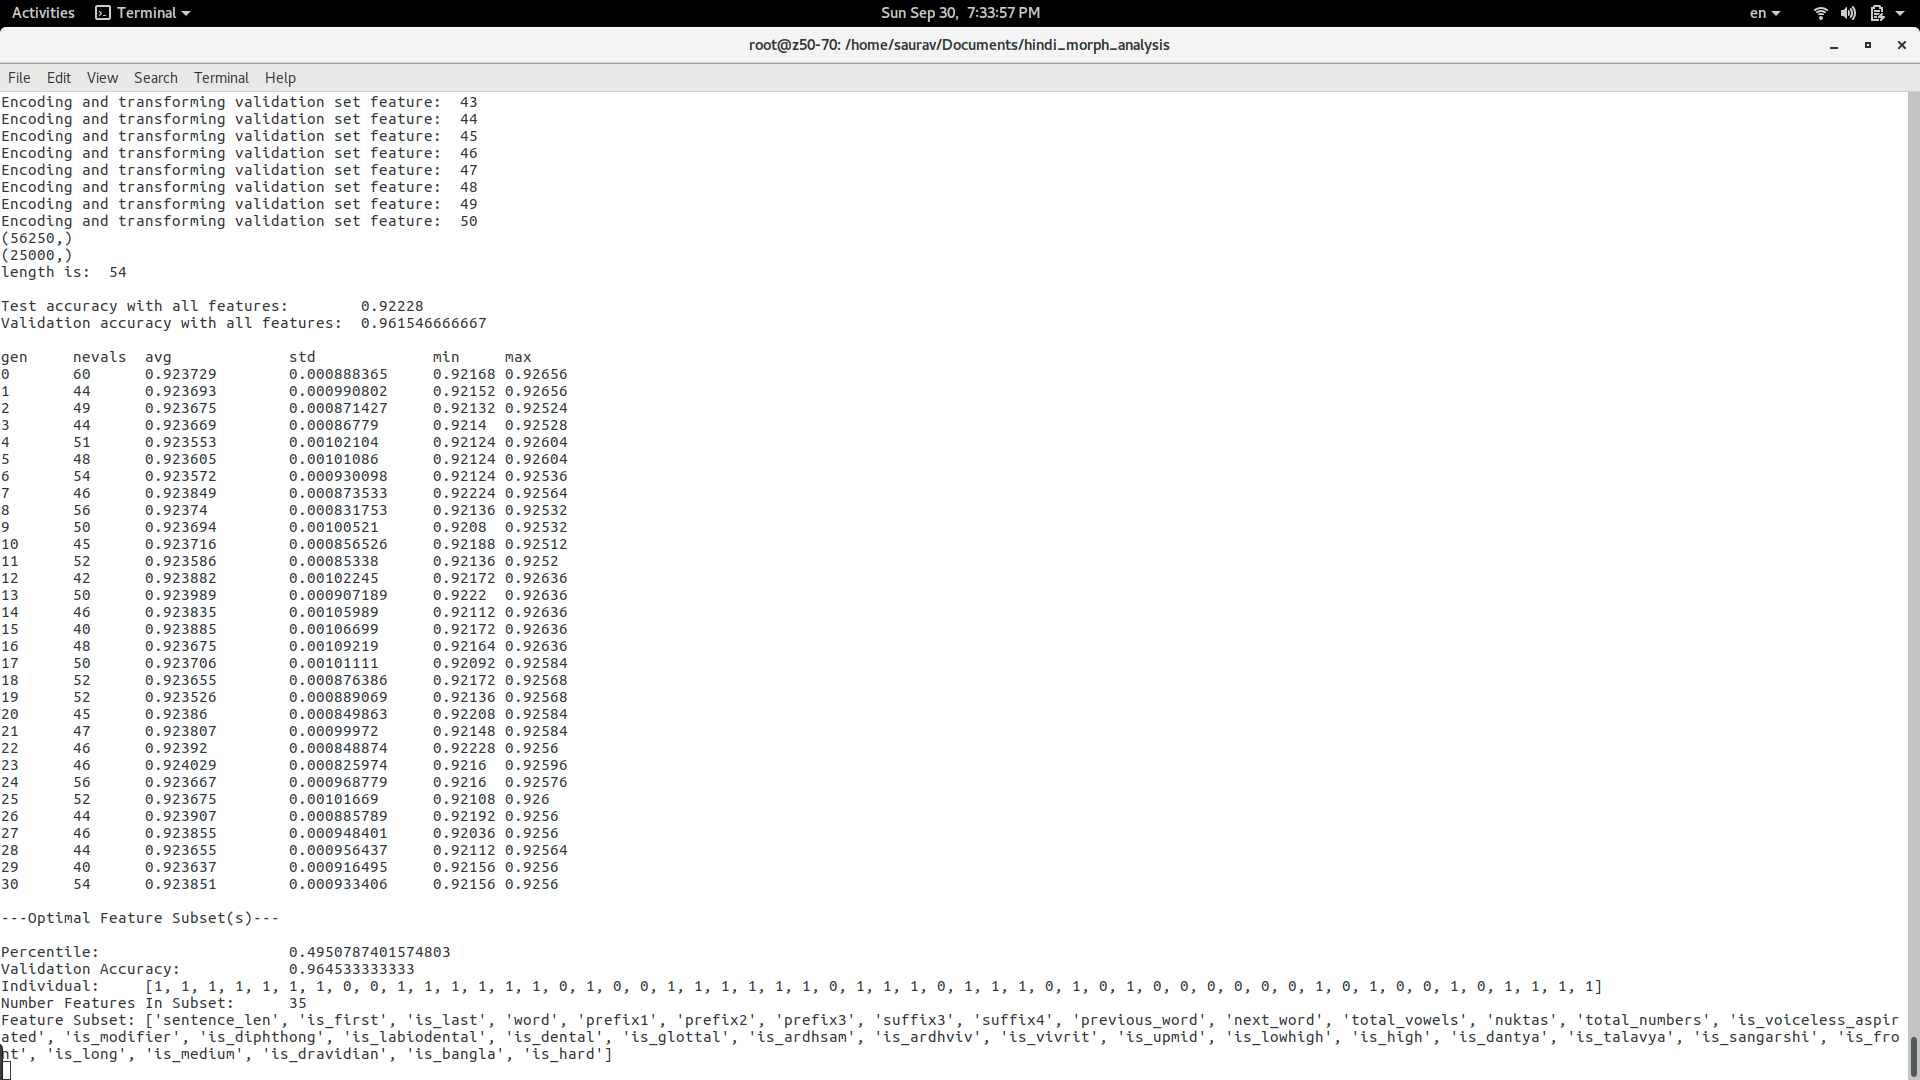 Activities Terminal Sun Sep 30, 7:33:57 PM en
root@z50-70: /home/saurav/Documents/hindi_morph_analysis
File Edit View Search Terminal Help
Encoding and transforming validation set feature:  43
Encoding and transforming validation set feature:  44
Encoding and transforming validation set feature:  45
Encoding and transforming validation set feature:  46
Encoding and transforming validation set feature:  47
Encoding and transforming validation set feature:  48
Encoding and transforming validation set feature:  49
Encoding and transforming validation set feature:  50
(56250,)
(25000,)
length is:  54
Test accuracy with all features:        0.92228
Validation accuracy with all features:  0.961546666667
gen     nevals  avg             std             min     max
0       60      0.923729        0.000888365     0.92168 0.92656
1       44      0.923693        0.000990802     0.92152 0.92656
2       49      0.923675        0.000871427     0.92132 0.92524
3       44      0.923669        0.00086779      0.9214  0.92528
4       51      0.923553        0.00102104      0.92124 0.92604
5       48      0.923605        0.00101086      0.92124 0.92604
6       54      0.923572        0.000930098     0.92124 0.92536
7       46      0.923849        0.000873533     0.92224 0.92564
8       56      0.92374         0.000831753     0.92136 0.92532
9       50      0.923694        0.00100521      0.9208  0.92532
10      45      0.923716        0.000856526     0.92188 0.92512
11      52      0.923586        0.00085338      0.92136 0.9252
12      42      0.923882        0.00102245      0.92172 0.92636
13      50      0.923989        0.000907189     0.9222  0.92636
14      46      0.923835        0.00105989      0.92112 0.92636
15      40      0.923885        0.00106699      0.92172 0.92636
16      48      0.923675        0.00109219      0.92164 0.92636
17      50      0.923706        0.00101111      0.92092 0.92584
18      52      0.923655        0.000876386     0.92172 0.92568
19      52      0.923526        0.000889069     0.92136 0.92568
20      45      0.92386         0.000849863     0.92208 0.92584
21      47      0.923807        0.00099972      0.92148 0.92584
22      46      0.92392         0.000848874     0.92228 0.9256
23      46      0.924029        0.000825974     0.9216  0.92596
24      56      0.923667        0.000968779     0.9216  0.92576
25      52      0.923675        0.00101669      0.92108 0.926
26      44      0.923907        0.000885789     0.92192 0.9256
27      46      0.923855        0.000948401     0.92036 0.9256
28      44      0.923655        0.000956437     0.92112 0.92564
29      40      0.923637        0.000916495     0.92156 0.9256
30      54      0.923851        0.000933406     0.92156 0.9256
---Optimal Feature Subset(s)---
Percentile:                     0.4950787401574803
Validation Accuracy:            0.964533333333
Individual:     [1, 1, 1, 1, 1, 1, 1, 0, 0, 1, 1, 1, 1, 1, 1, 0, 1, 0, 0, 1, 1, 1, 1, 1, 1, 0, 1, 1, 1, 0, 1, 1, 1, 0, 1, 0, 1, 0, 0, 0, 0, 0, 0, 1, 0, 1, 0, 0, 1, 0, 1, 1, 1, 1]
Number Features In Subset:      35
Feature Subset: ['sentence_len', 'is_first', 'is_last', 'word', 'prefix1', 'prefix2', 'prefix3', 'suffix3', 'suffix4', 'previous_word', 'next_word', 'total_vowels', 'nuktas', 'total_numbers', 'is_voiceless_aspir
ated', 'is_modifier', 'is_diphthong', 'is_labiodental', 'is_dental', 'is_glottal', 'is_ardhsam', 'is_ardhviv', 'is_vivrit', 'is_upmid', 'is_lowhigh', 'is_high', 'is_dantya', 'is_talavya', 'is_sangarshi', 'is_fro
nt', 'is_long', 'is_medium', 'is_dravidian', 'is_bangla', 'is_hard']